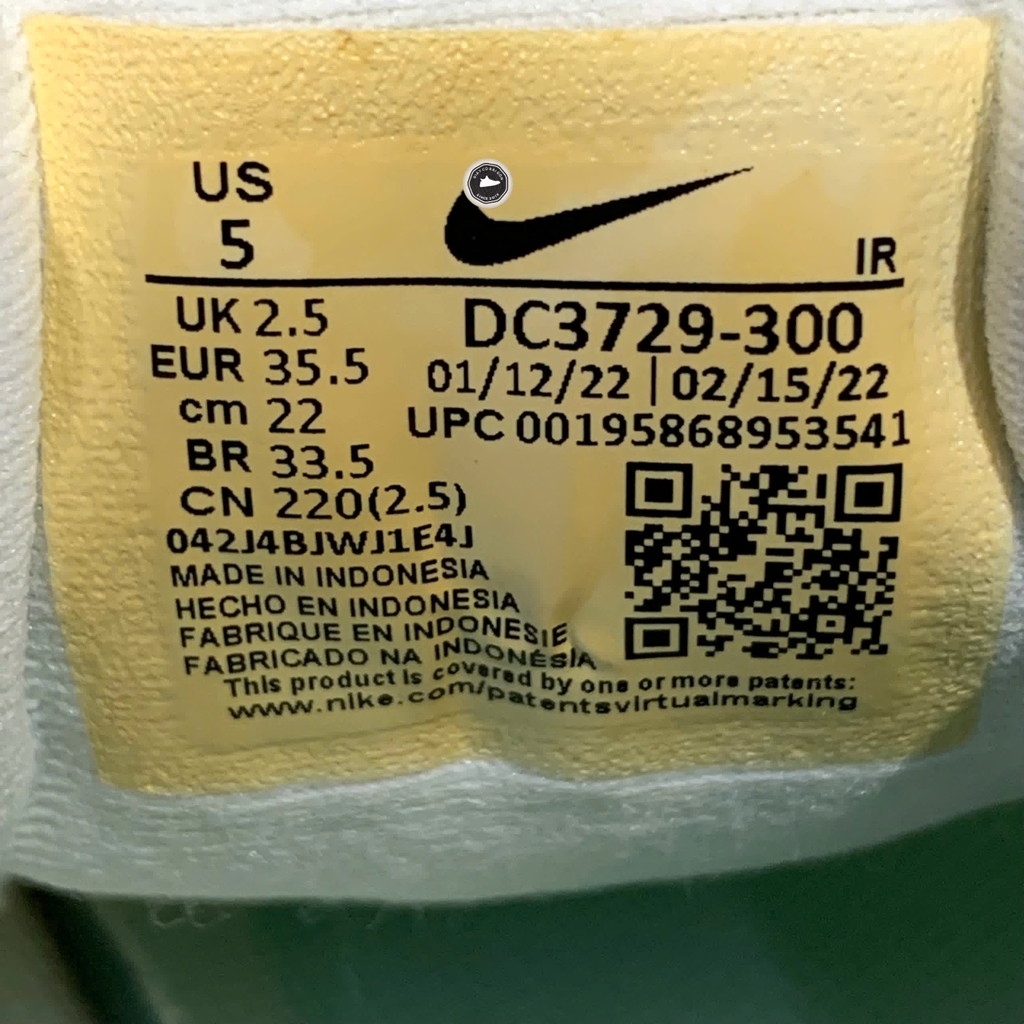 US
5
IR
UK 2.5
EUR 35.5
cm 22
BR 33.5
CN 220(2.5)
DC3729-300
01/12/22 | 02/15/22
UPC 00195868953541
042J4BJWJ1E4J
MADE IN INDONESIA
HECHO EN INDONESIA
FABRIQUE EN INDONESIE
FABRICADO NA INDONÉSIA
This product is covered by one or more patents:
www.nike.com/patentsvirtualmarking